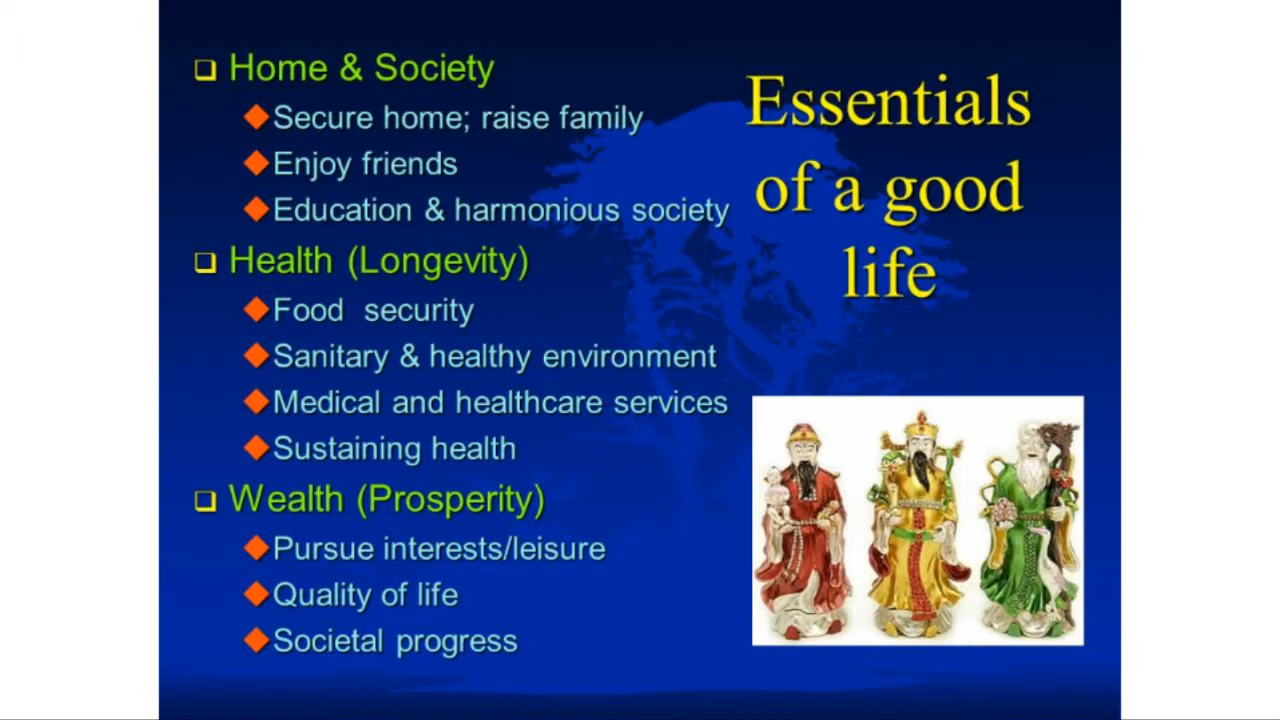 Essentials
of a good
life
Home & Society
Secure home; raise family
Enjoy friends
Education & harmonious society
Health (Longevity)
Food security
Sanitary & healthy environment
Medical and healthcare services
Sustaining health
Wealth (Prosperity)
Pursue interests/leisure
Quality of life
Societal progress